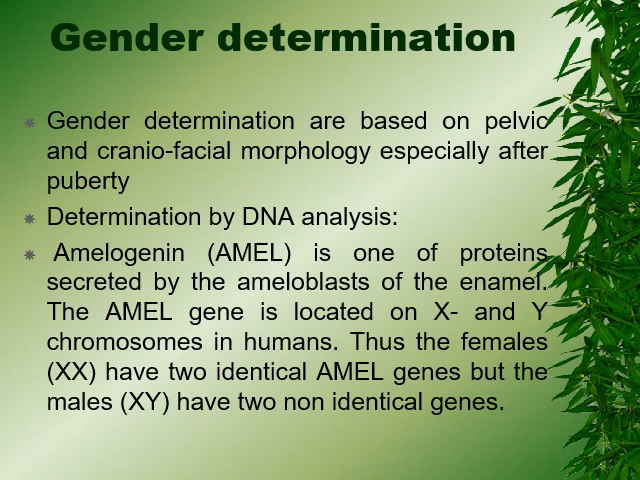 Gender determination
Gender determination are based on pelvic
and cranio-facial morphology especially after
puberty
Determination by DNA analysis:
Amelogenin (AMEL) is one of proteins
secreted by the ameloblasts of the enamel.
The AMEL gene is located on X- and Y
chromosomes in humans. Thus the females
(XX) have two identical AMEL genes but the
males (XY) have two non identical genes.